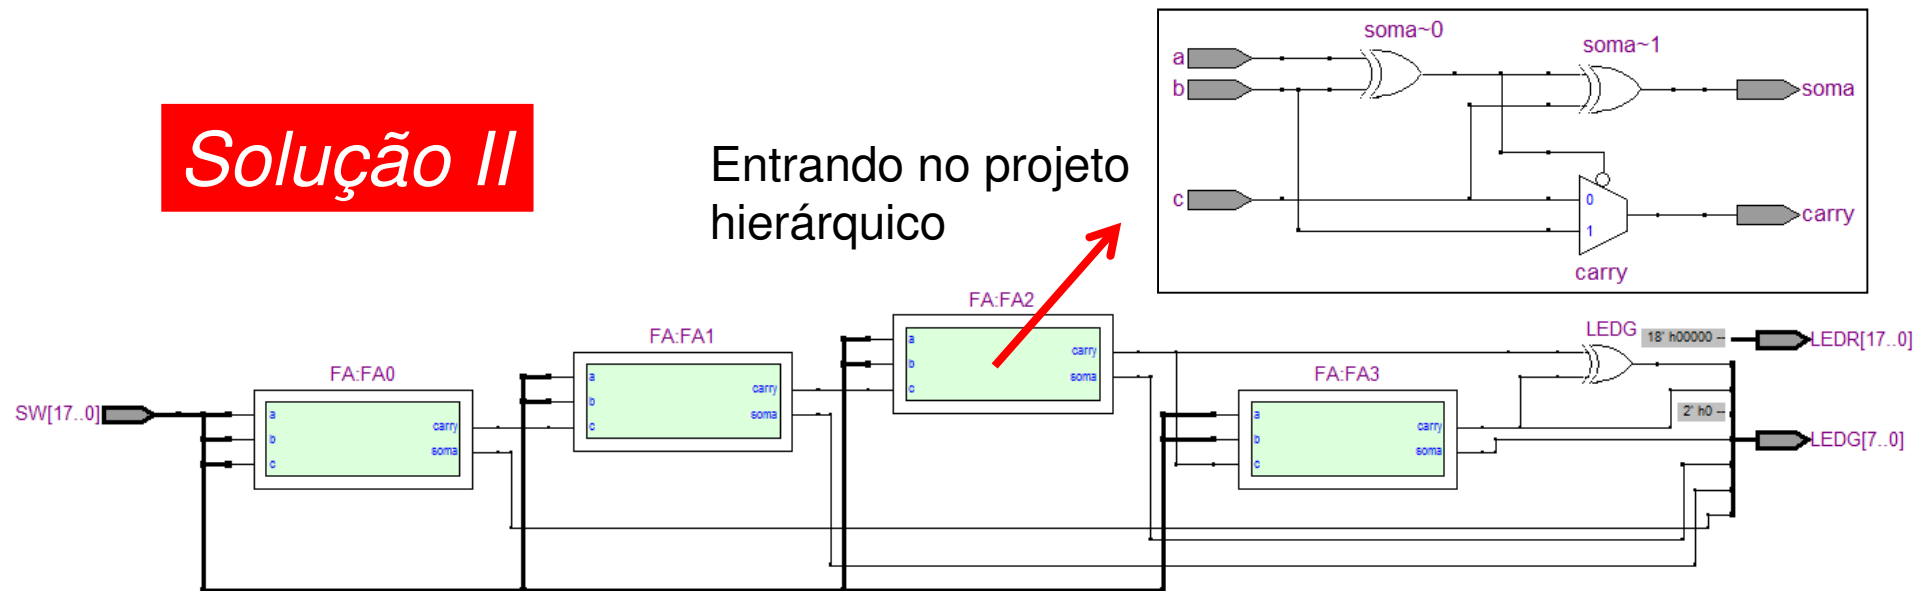 Solução II
Entrando no projeto
hierárquico
soma~0
soma~1
a
b
c
soma
carry
0
1
carry
SW[17..0]
FA:FA0
a
b
c
carry
soma
FA:FA1
a
b
c
carry
soma
FA:FA2
a
b
c
carry
soma
FA:FA3
a
b
c
carry
soma
LEDG
18' h00000 --
LEDR[17..0]
2' h0 --
LEDG[7..0]